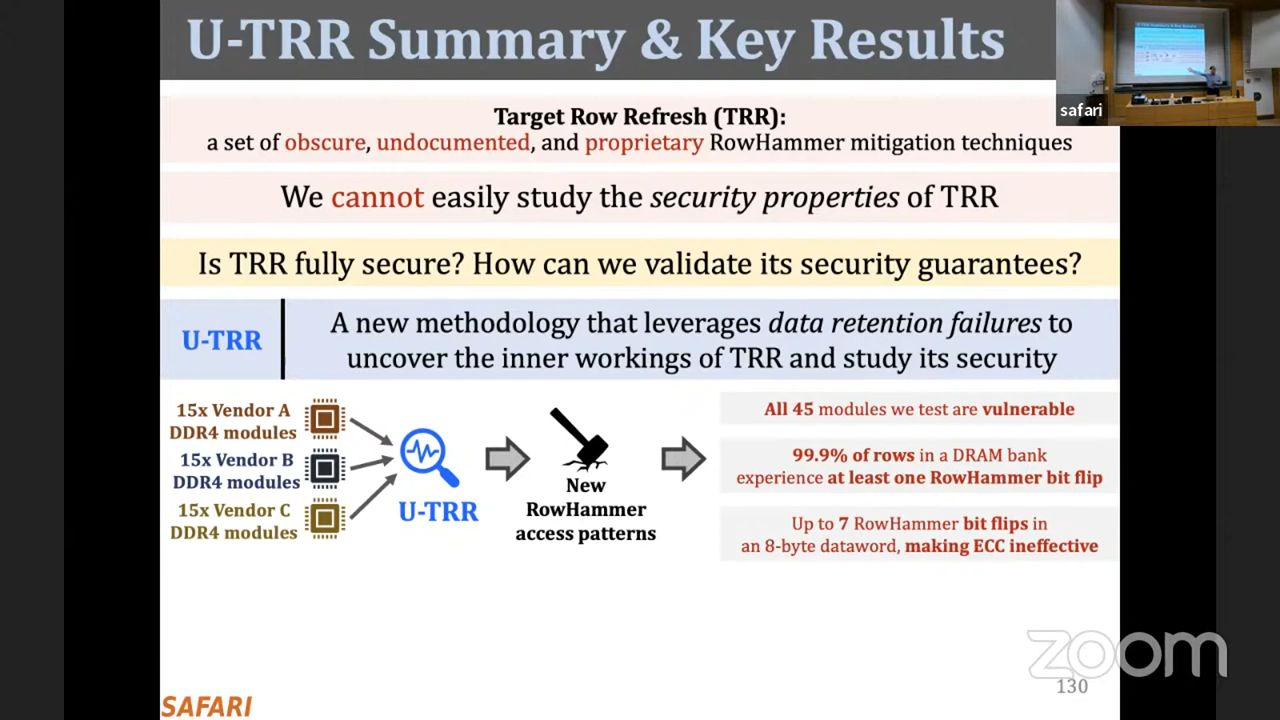 U-TRR Summary & Key Results
safari
Target Row Refresh (TRR):
a set of obscure, undocumented, and proprietary RowHammer mitigation techniques
We cannot easily study the security properties of TRR
Is TRR fully secure? How can we validate its security guarantees?
U-TRR
A new methodology that leverages data retention failures to
uncover the inner workings of TRR and study its security
15x Vendor A
DDR4 modules
15x Vendor B
DDR4 modules
15x Vendor C
DDR4 modules
U-TRR
New
RowHammer
access patterns
All 45 modules we test are vulnerable
99.9% of rows in a DRAM bank
experience at least one RowHammer bit flip
Up to 7 RowHammer bit flips in
an 8-byte dataword, making ECC ineffective
zoom
130
SAFARI